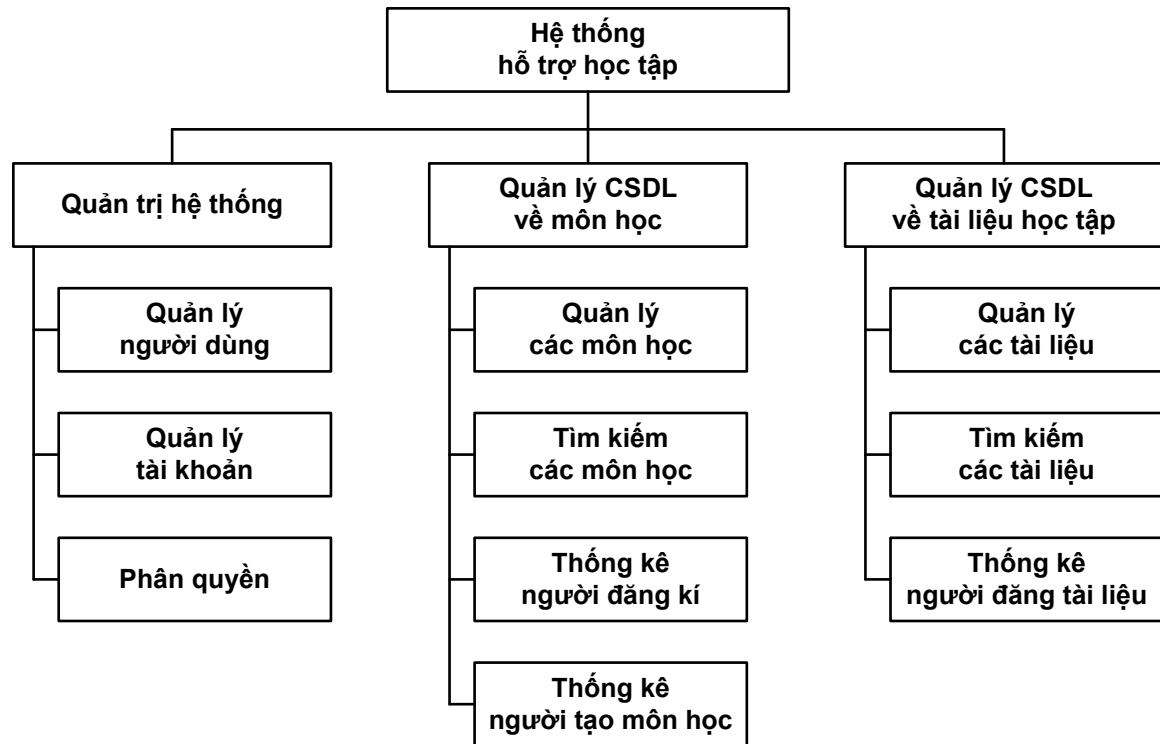 Hệ thống
hỗ trợ học tập
Quản trị hệ thống
Quản lý CSDL
về môn học
Quản lý CSDL
về tài liệu học tập
Quản lý
người dùng
Quản lý
các môn học
Quản lý
các tài liệu
Quản lý
tài khoản
Tìm kiếm
các môn học
Tìm kiếm
các tài liệu
Phân quyền
Thống kê
người đăng kí
Thống kê
người đăng tài liệu
Thống kê
người tạo môn học